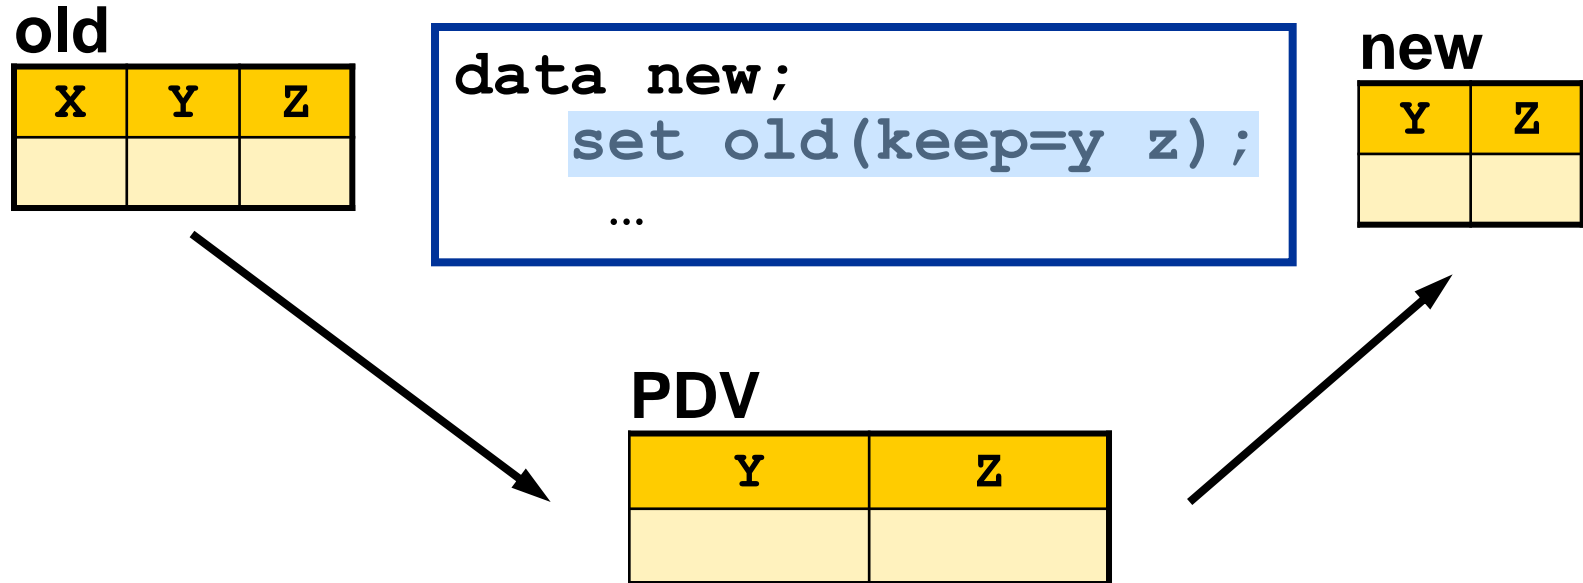 old
X Y Z
data new;
set old(keep=y z);
…
new
Y Z
PDV
Y Z